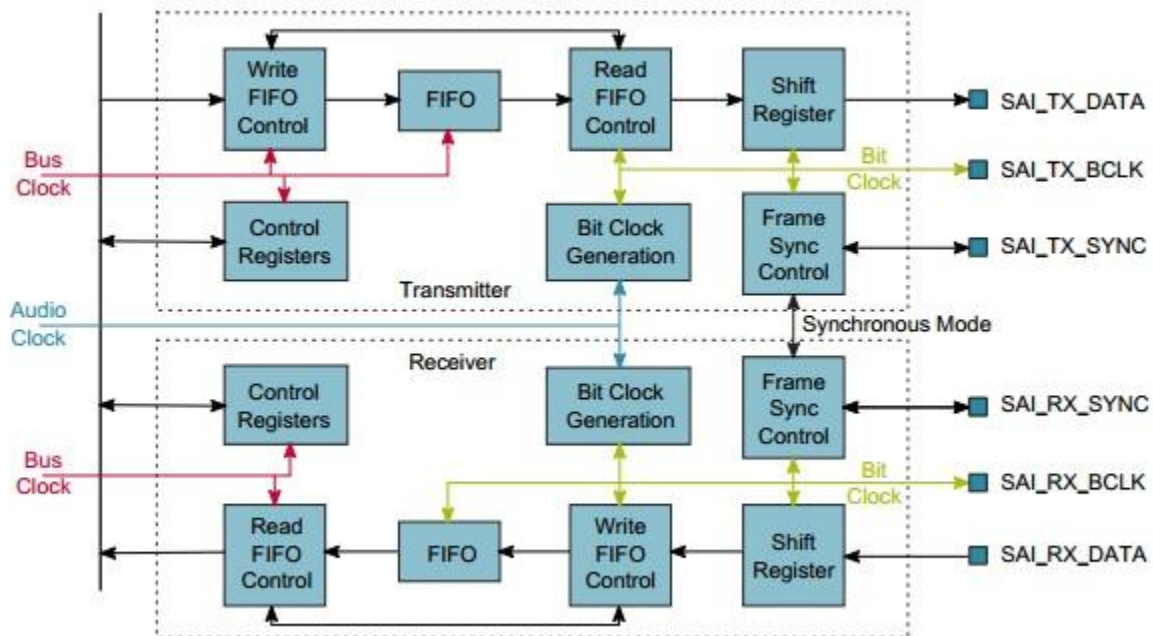 Write
FIFO
Control
FIFO
Read
FIFO
Control
Shift
Register
SAI_TX_DATA
Bus
Clock
Bit
Clock
SAI_TX_BCLK
Control
Registers
Bit Clock
Generation
Frame
Sync
Control
SAI_TX_SYNC
Transmitter
Audio
Clock
Synchronous Mode
Receiver
Control
Registers
Bit Clock
Generation
Frame
Sync
Control
SAI_RX_SYNC
Bus
Clock
Bit
Clock
SAI_RX_BCLK
Read
FIFO
Control
FIFO
Write
FIFO
Control
Shift
Register
SAI_RX_DATA